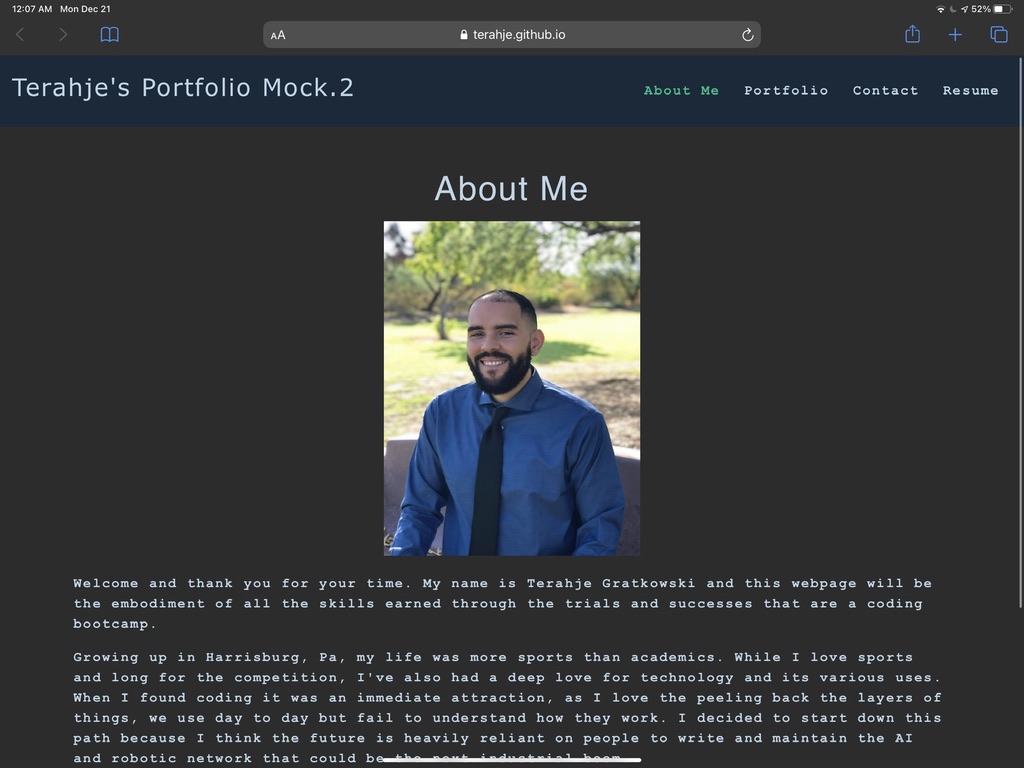 12:07 AM Mon Dec 21
52%
AA
terahje.github.io
Terahje's Portfolio Mock.2
About Me
Portfolio
Contact
Resume
About Me
Welcome and thank you for your time. My name is Terahje Gratkowski and this webpage will be
the embodiment of all the skills earned through the trials and successes that are a coding
bootcamp.
Growing up in Harrisburg, Pa, my life was more sports than academics. While I love sports
and long for the competition, I've also had a deep love for technology and its various uses.
When I found coding it was an immediate attraction, as I love the peeling back the layers of
things, we use day to day but fail to understand how they work. I decided to start down this
path because I think the future is heavily reliant on people to write and maintain the AI
and robotic network that could be the next industrial boom.